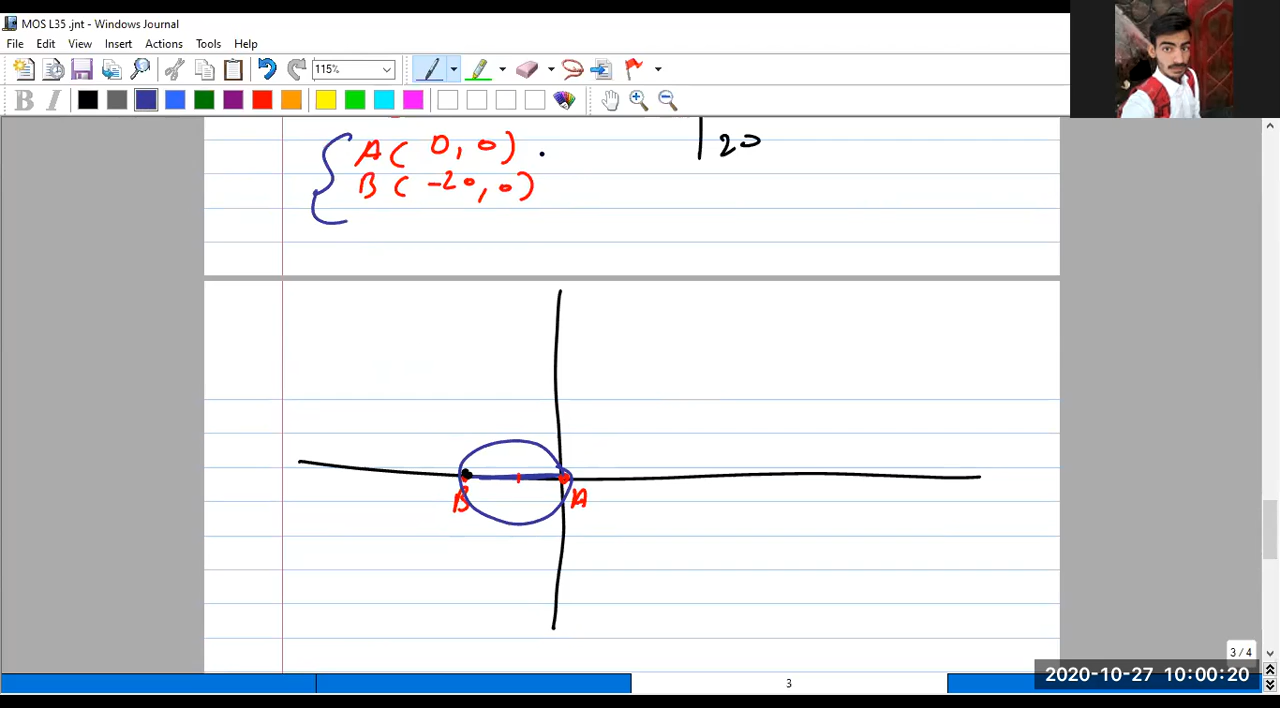 MOS L35 .jnt - Windows Journal
File Edit View Insert Actions Tools Help
115%
B I
A ( 0, 0) .
B ( -20, 0)
20
B
A
3 / 4
2020-10-27 10:00:20
3